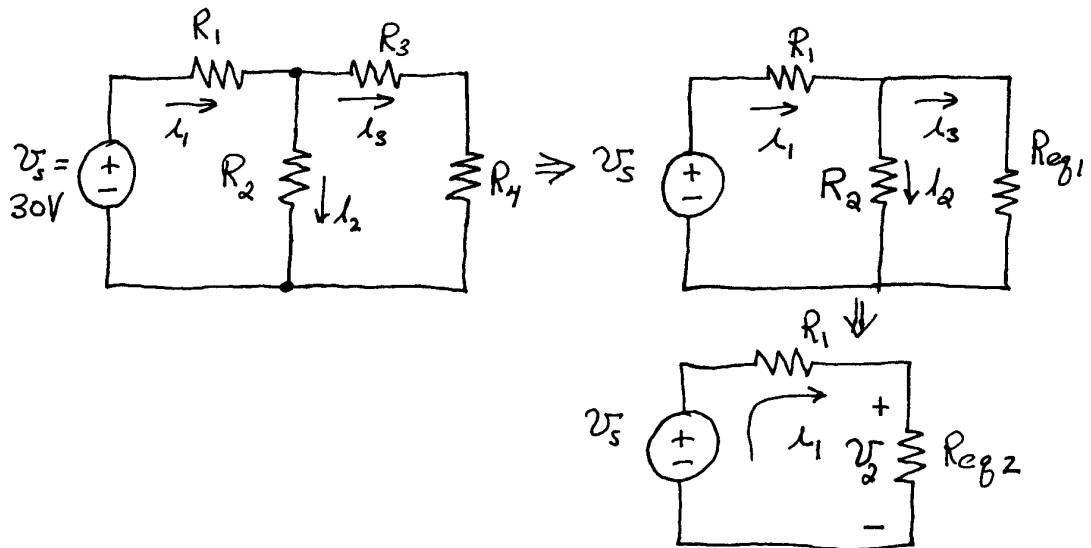 R1
R3
i1
i3
vs =
30V
+
−
R2
i2
R4
⇒
vs
+
−
R1
i1
i3
R2
i2
Req1
⇓
R1
vs
+
−
i1
+
v2
−
Req2